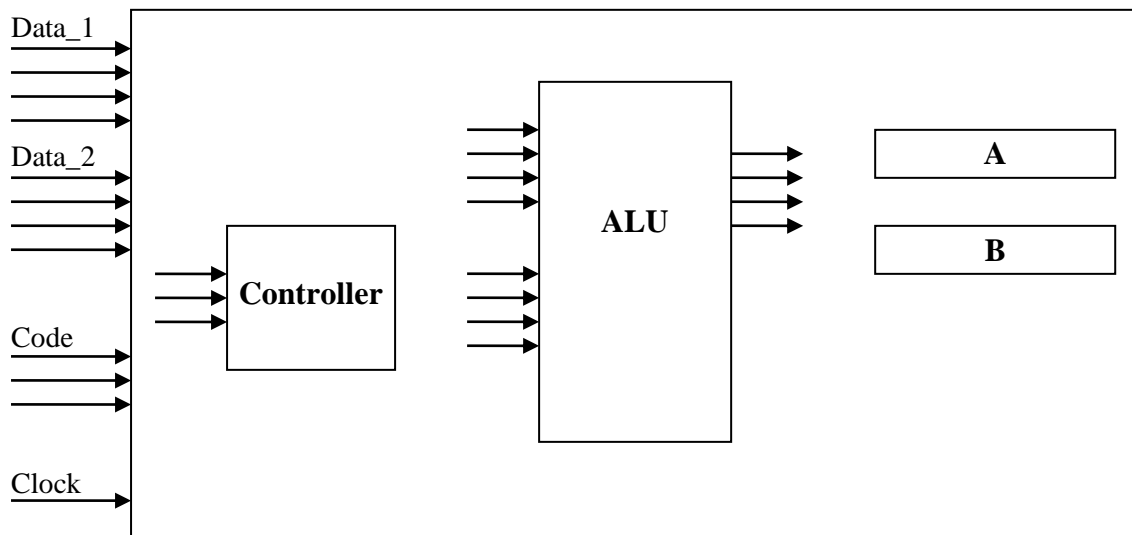 Data_1
Data_2
Code
Clock
Controller
ALU
A
B